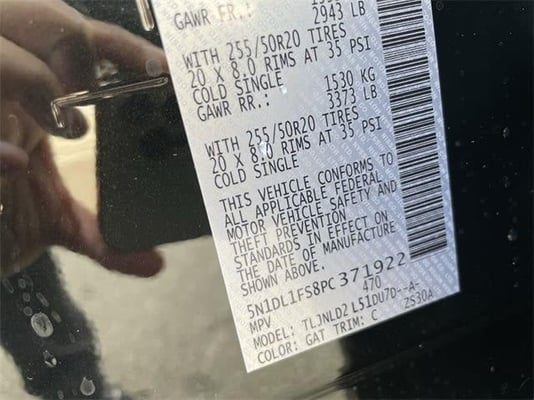 GAWR FR.:
2943 LB
WITH 255/50R20 TIRES
20 X 8.0 RIMS AT 35 PSI
COLD SINGLE 1530 KG
GAWR RR.: 3373 LB
WITH 255/50R20 TIRES
20 X 8.0 RIMS AT 35 PSI
COLD SINGLE
THIS VEHICLE CONFORMS TO
ALL APPLICABLE FEDERAL
MOTOR VEHICLE SAFETY AND
THEFT PREVENTION
STANDARDS IN EFFECT ON
THE DATE OF MANUFACTURE
SHOWN ABOVE.
5N1DL1FS8PC371922
MPV 470
MODEL: TLJNLD2 L51DU7D--A-
COLOR: GAT TRIM: C 2S30A